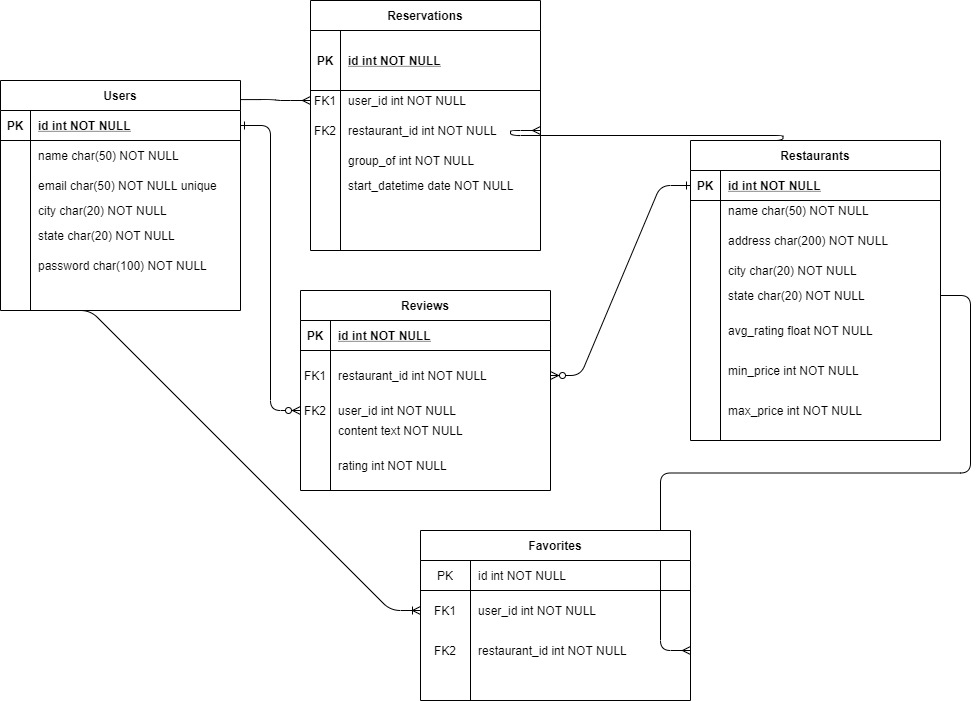 Reservations
PK id int NOT NULL
FK1 user_id int NOT NULL
FK2 restaurant_id int NOT NULL
group_of int NOT NULL
start_datetime date NOT NULL
Users
PK id int NOT NULL
name char(50) NOT NULL
email char(50) NOT NULL unique
city char(20) NOT NULL
state char(20) NOT NULL
password char(100) NOT NULL
Restaurants
PK id int NOT NULL
name char(50) NOT NULL
address char(200) NOT NULL
city char(20) NOT NULL
state char(20) NOT NULL
avg_rating float NOT NULL
min_price int NOT NULL
max_price int NOT NULL
Reviews
PK id int NOT NULL
FK1 restaurant_id int NOT NULL
FK2 user_id int NOT NULL
content text NOT NULL
rating int NOT NULL
Favorites
PK id int NOT NULL
FK1 user_id int NOT NULL
FK2 restaurant_id int NOT NULL